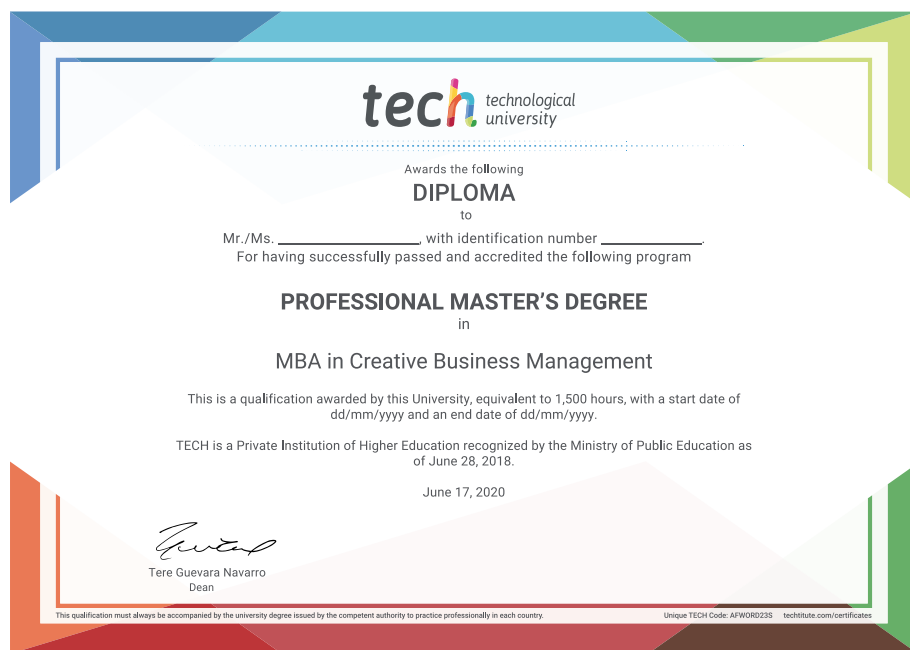 tech technological
university
Awards the following
DIPLOMA
to
Mr./Ms. ____________________, with identification number ______________.
For having successfully passed and accredited the following program
PROFESSIONAL MASTER'S DEGREE
in
MBA in Creative Business Management
This is a qualification awarded by this University, equivalent to 1,500 hours, with a start date of
dd/mm/yyyy and an end date of dd/mm/yyyy.
TECH is a Private Institution of Higher Education recognized by the Ministry of Public Education as
of June 28, 2018.
June 17, 2020
Tere Guevara Navarro
Dean
This qualification must always be accompanied by the university degree issued by the competent authority to practice professionally in each country. Unique TECH Code: AFWORD23S techtitute.com/certificates